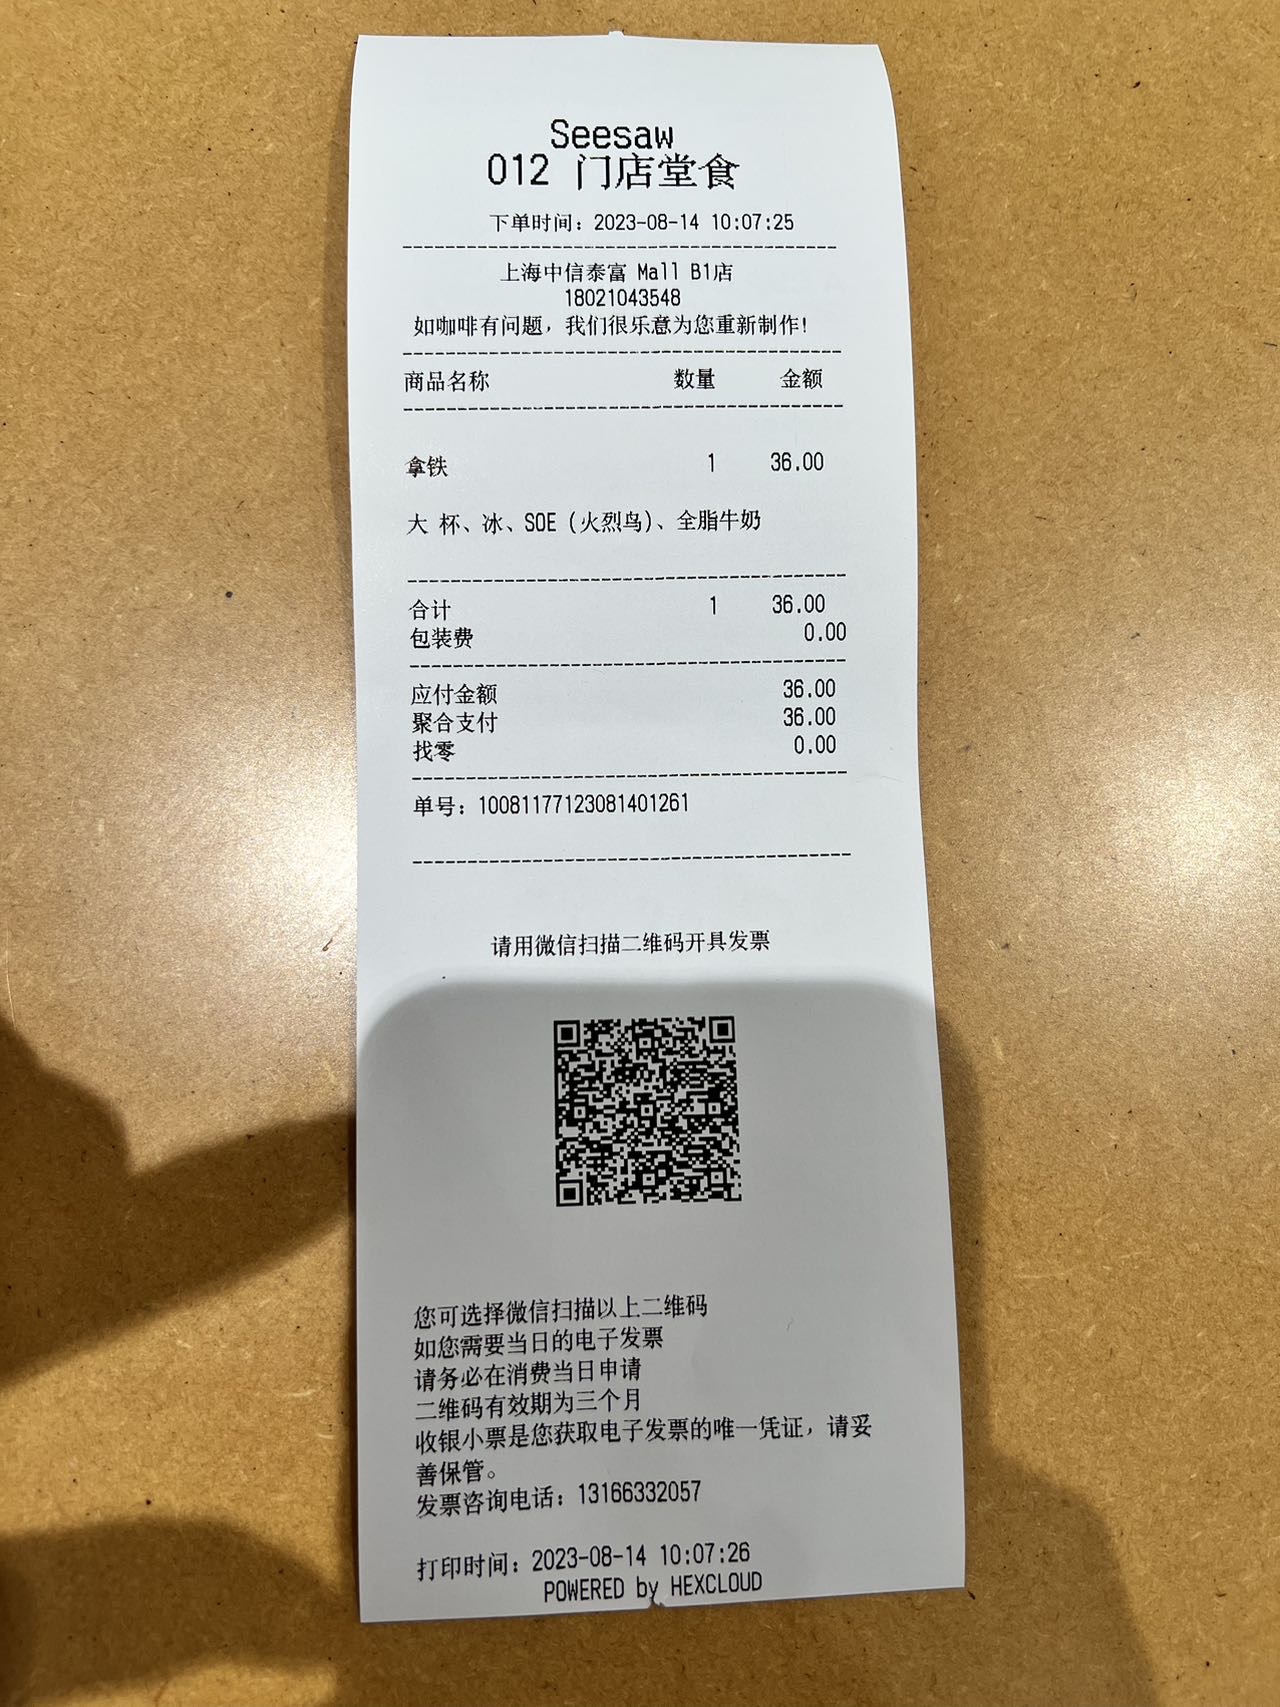 Seesaw
012 门店堂食
下单时间：2023-08-14 10:07:25
上海中信泰富 Mall B1店
18021043548
如咖啡有问题，我们很乐意为您重新制作!
商品名称 数量 金额
拿铁 1 36.00
大 杯、冰、SOE（火烈鸟）、全脂牛奶
合计 1 36.00
包装费 0.00
应付金额 36.00
聚合支付 36.00
找零 0.00
单号：10081177123081401261
请用微信扫描二维码开具发票
您可选择微信扫描以上二维码
如您需要当日的电子发票
请务必在消费当日申请
二维码有效期为三个月
收银小票是您获取电子发票的唯一凭证，请妥
善保管。
发票咨询电话：13166332057
打印时间：2023-08-14 10:07:26
POWERED by HEXCLOUD